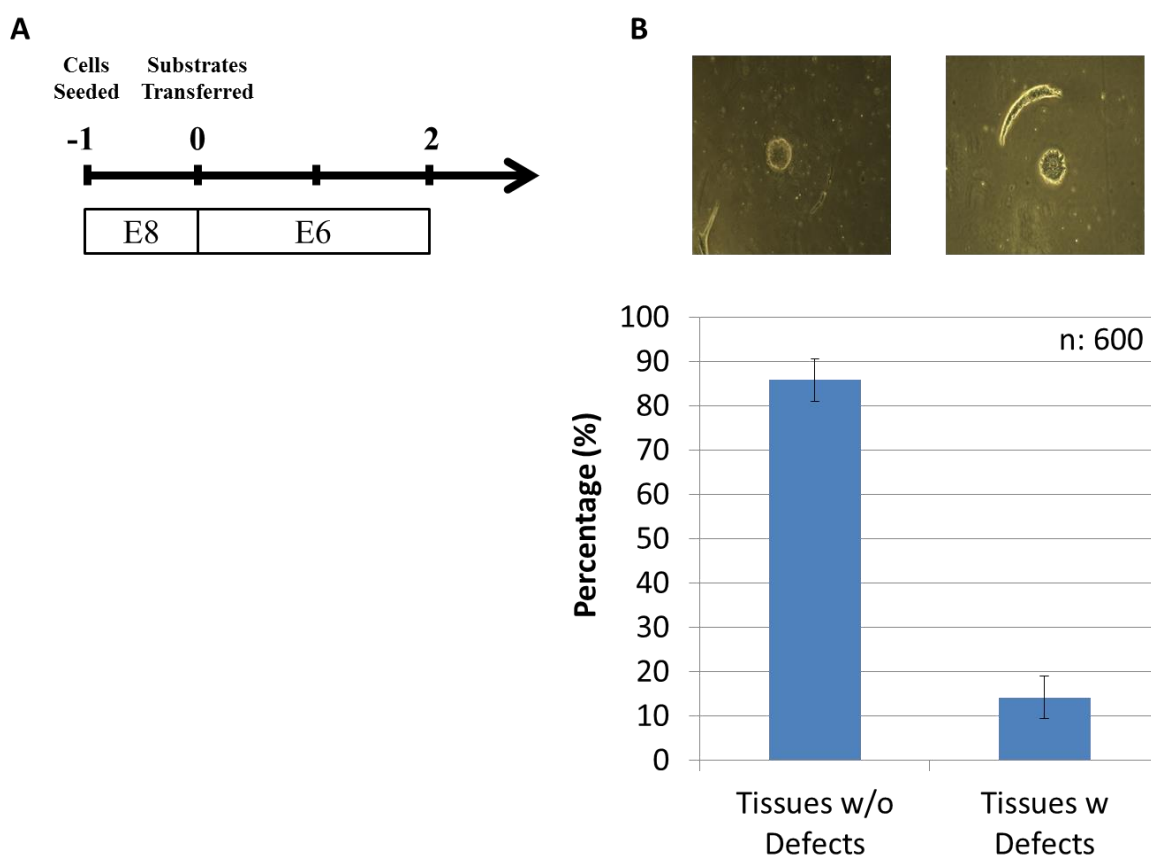 A
Cells Seeded
Substrates Transferred
-1
0
2
E8
E6
B
100
90
80
70
60
50
40
30
20
10
0
Percentage (%)
n: 600
Tissues w/o
Defects
Tissues w
Defects